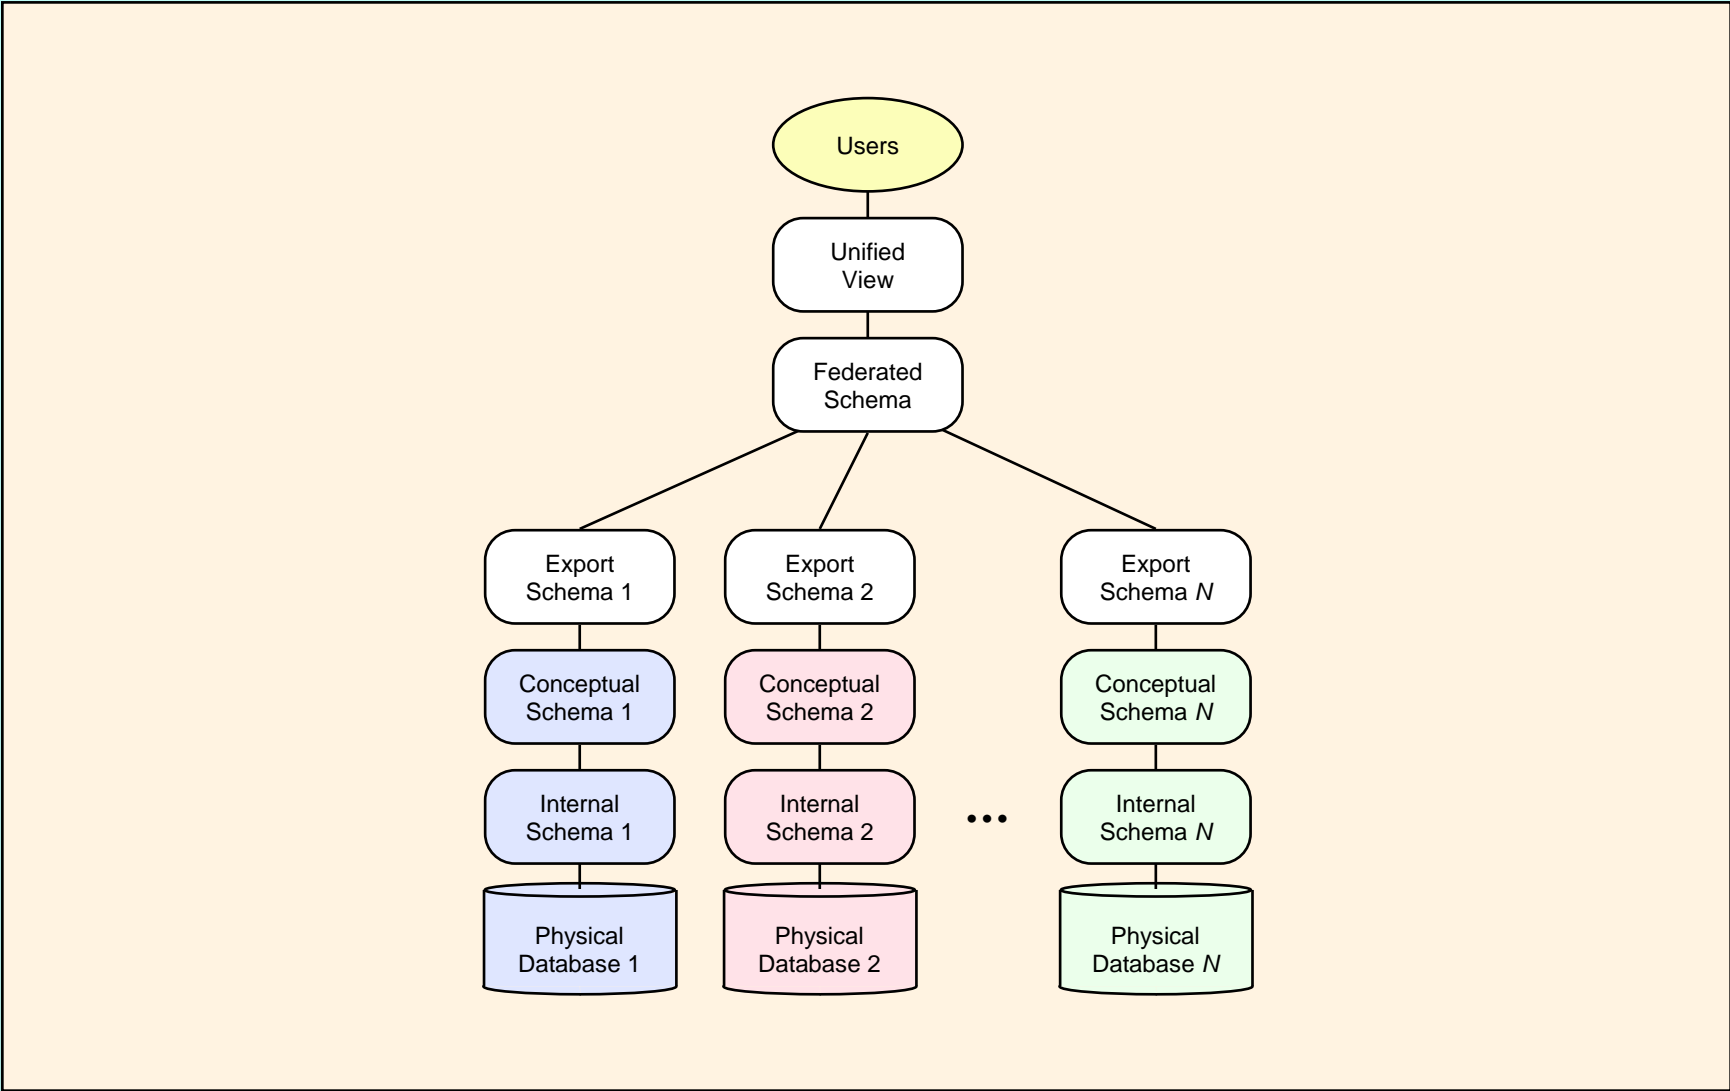 Users
Unified
View
Federated
Schema
Export
Schema 1
Export
Schema 2
Export
Schema N
Conceptual
Schema 1
Conceptual
Schema 2
Conceptual
Schema N
Internal
Schema 1
Internal
Schema 2
...
Internal
Schema N
Physical
Database 1
Physical
Database 2
Physical
Database N